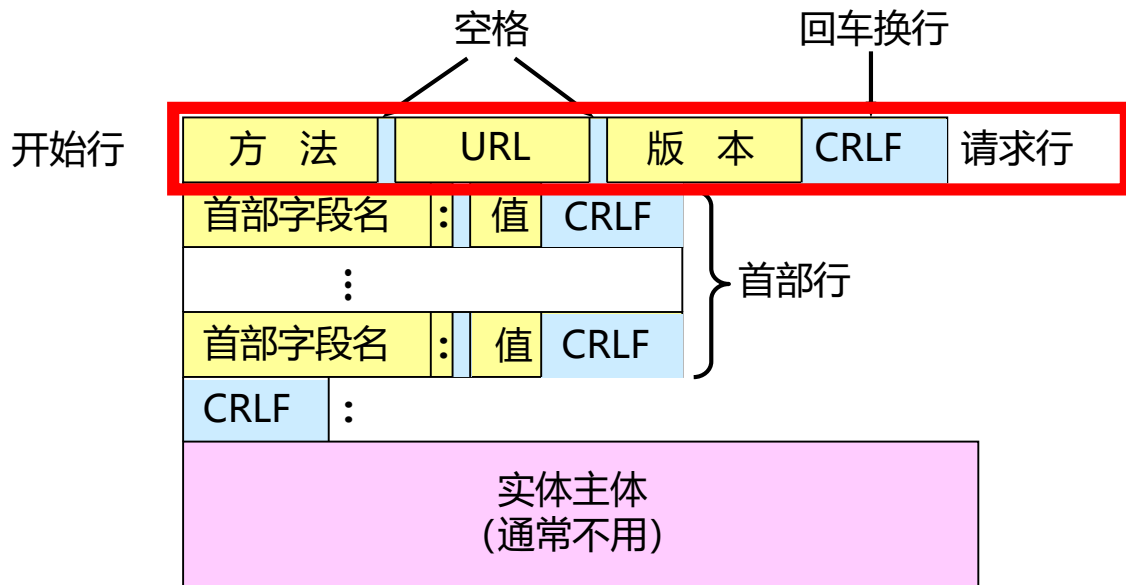 空格 回车换行
开始行 方 法 URL 版 本 CRLF 请求行
首部字段名 : 值 CRLF
⋮ 首部行
首部字段名 : 值 CRLF
CRLF :
实体主体
(通常不用)